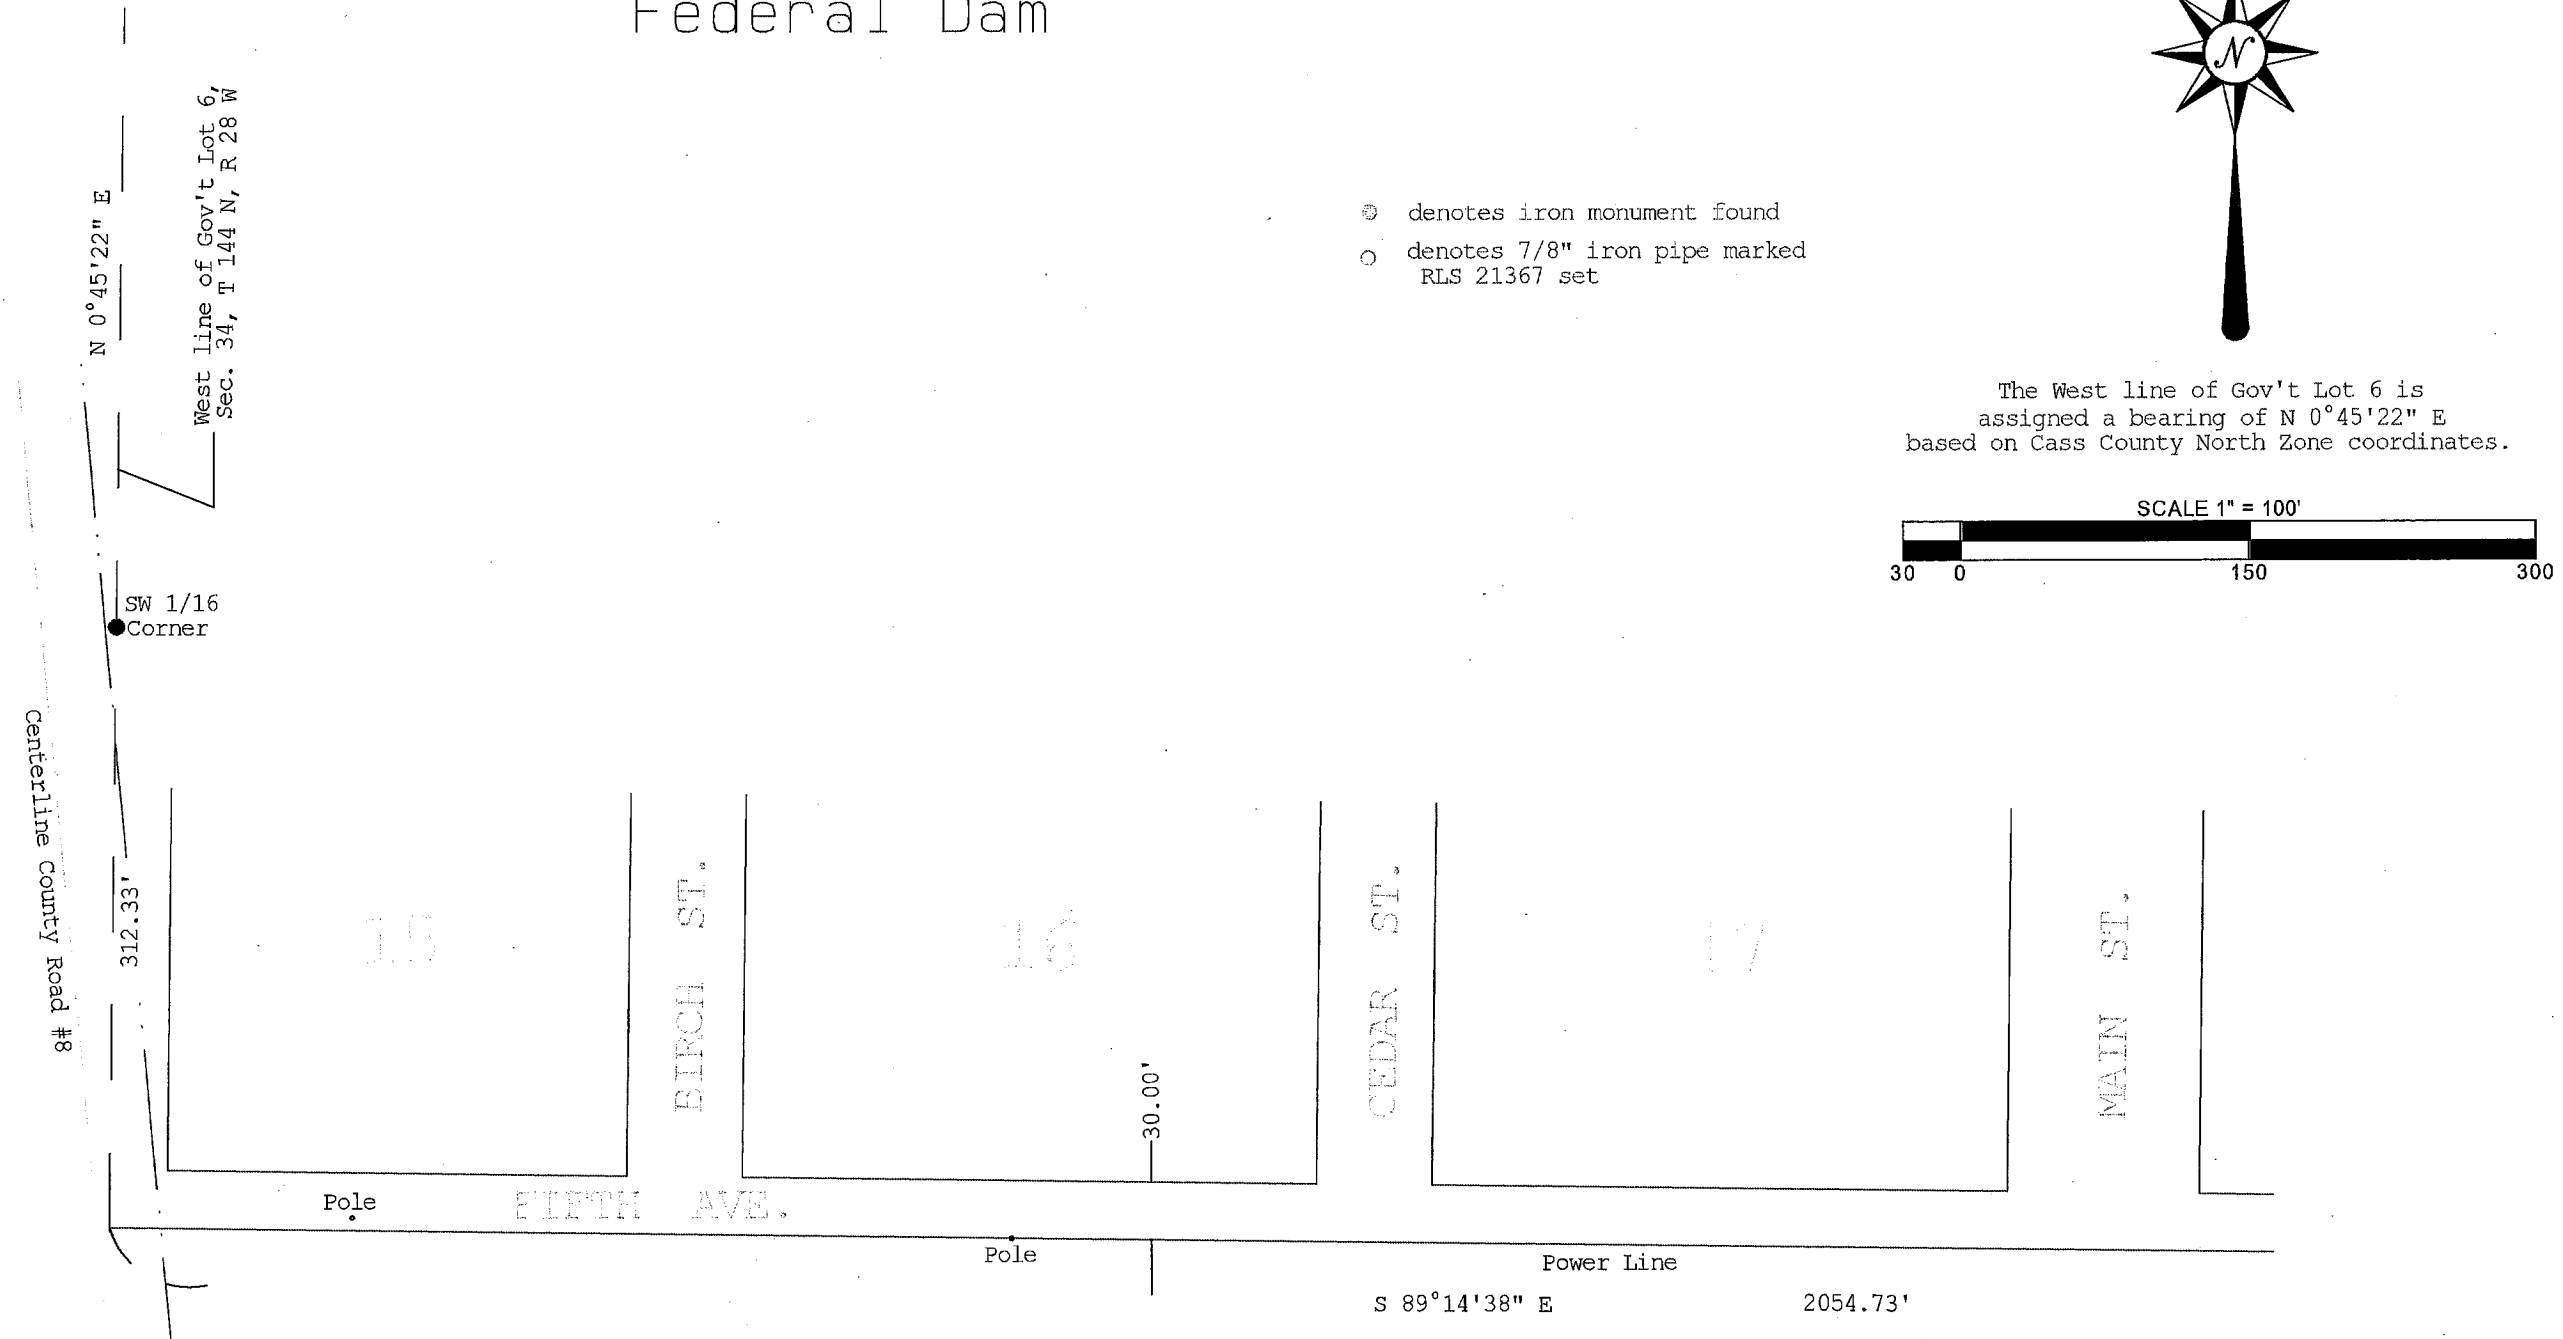 Federal Dam
N
N 0°45'22" E
West line of Gov't Lot 6,
Sec. 34, T 144 N, R 28 W
denotes iron monument found
denotes 7/8" iron pipe marked
RLS 21367 set
The West line of Gov't Lot 6 is
assigned a bearing of N 0°45'22" E
based on Cass County North Zone coordinates.
SCALE 1" = 100'
30 0 150 300
SW 1/16
Corner
Centerline County Road #8
312.33'
15
BIRCH ST.
16
CEDAR ST.
17
MAIN ST.
30.00'
Pole
FIFTH AVE.
Pole
Power Line
S 89°14'38" E 2054.73'